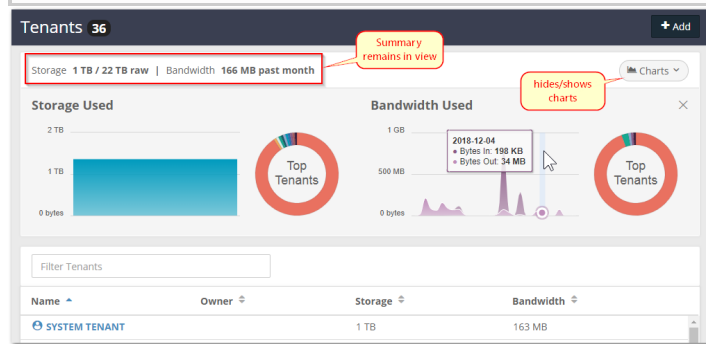 Tenants 36
+ Add
Summary
remains in view
Storage 1 TB / 22 TB raw | Bandwidth 166 MB past month
Charts
hides/shows
charts
Storage Used
2 TB
1 TB
0 bytes
Top
Tenants
Bandwidth Used
1 GB
500 MB
0 bytes
2018-12-04
Bytes In: 198 KB
Bytes Out: 34 MB
Top
Tenants
Filter Tenants
Name Owner Storage Bandwidth
SYSTEM TENANT 1 TB 163 MB